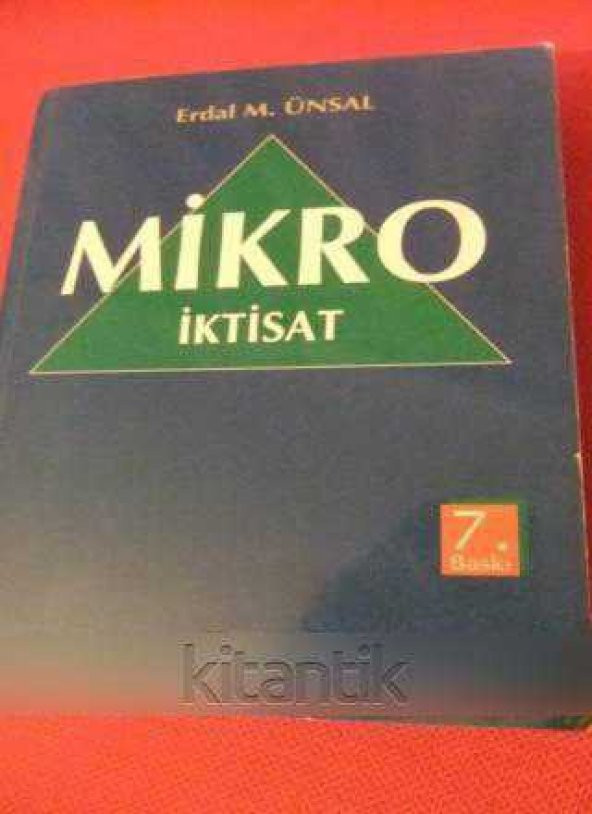 Erdal M. ÜNSAL
MİKRO
İKTİSAT
7.
Baskı
kitantik